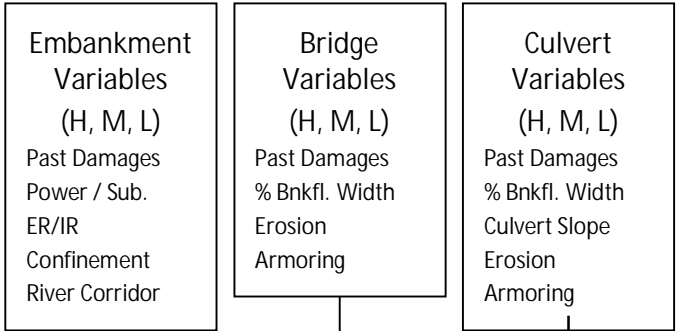 Embankment
Variables
(H, M, L)
Past Damages
Power / Sub.
ER/IR
Confinement
River Corridor
Bridge
Variables
(H, M, L)
Past Damages
% Bnkfl. Width
Erosion
Armoring
Culvert
Variables
(H, M, L)
Past Damages
% Bnkfl. Width
Culvert Slope
Erosion
Armoring